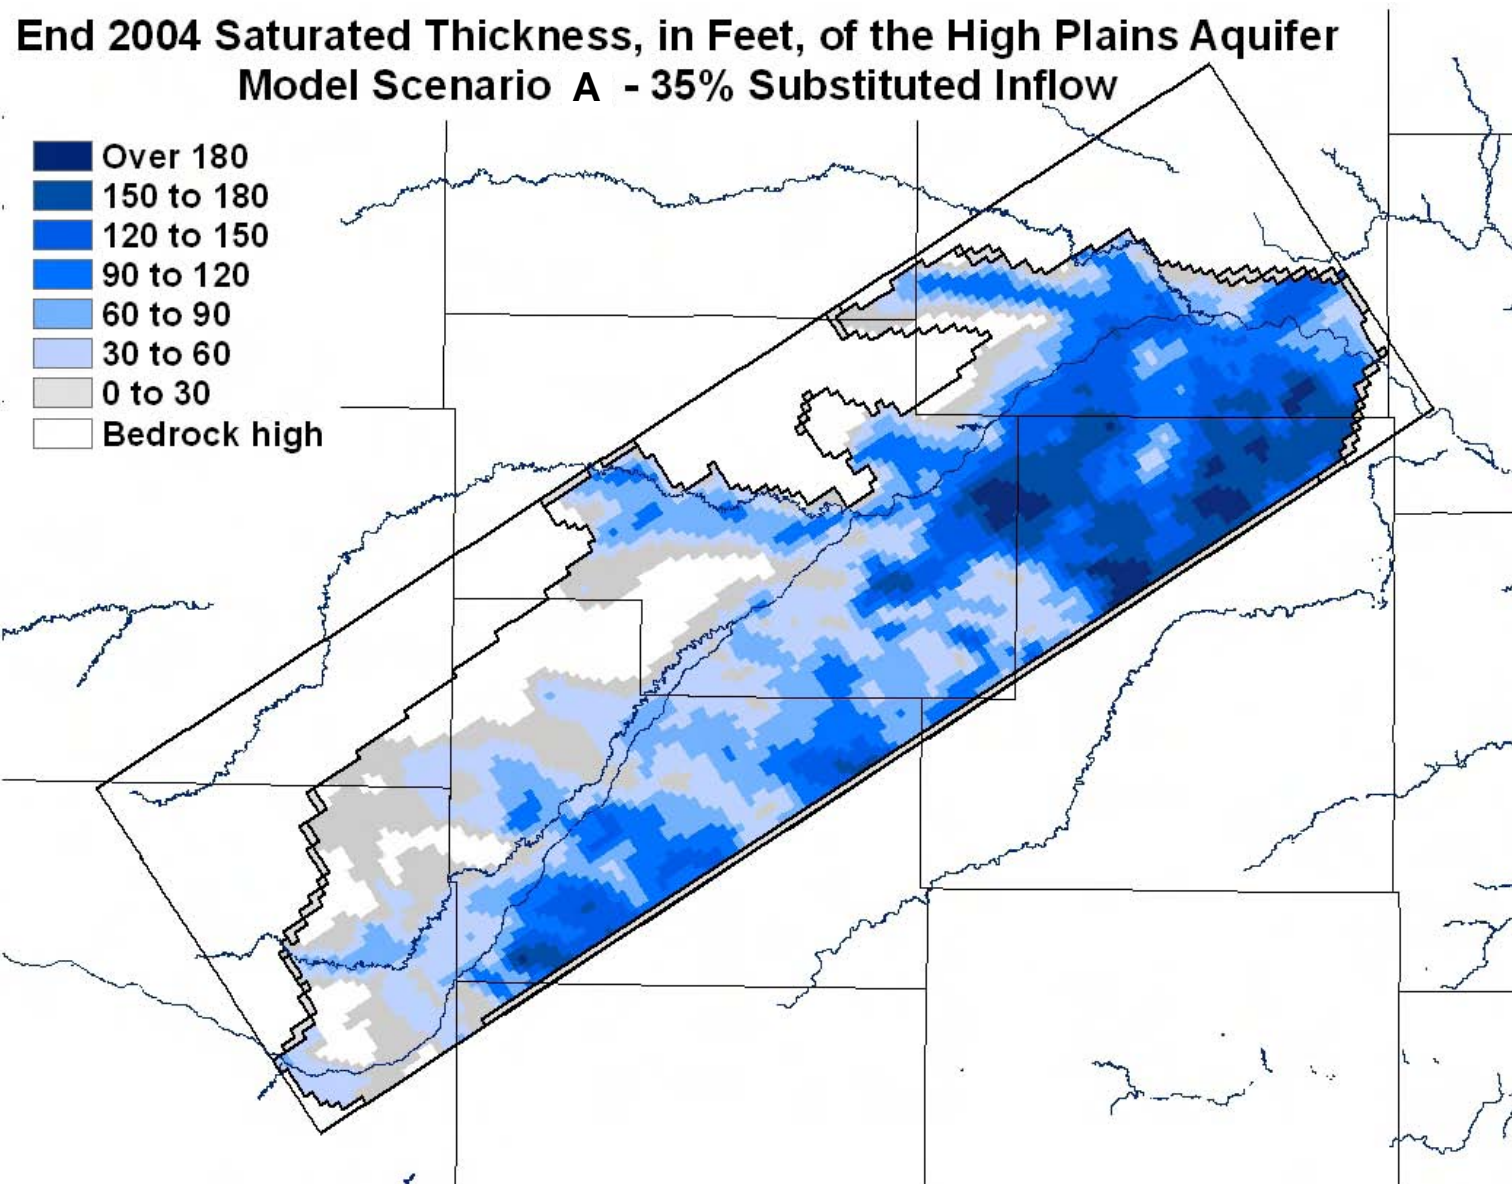 End 2004 Saturated Thickness, in Feet, of the High Plains Aquifer
Model Scenario A - 35% Substituted Inflow
Over 180
150 to 180
120 to 150
90 to 120
60 to 90
30 to 60
0 to 30
Bedrock high